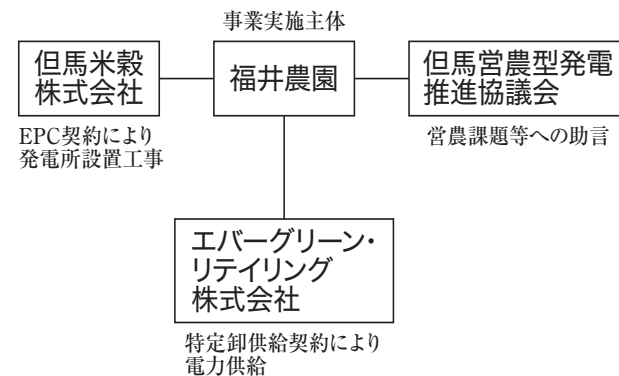 事業実施主体
但馬米穀
株式会社
福井農園
但馬営農型発電
推進協議会
EPC契約により
発電所設置工事
営農課題等への助言
エバーグリーン・
リテイリング
株式会社
特定卸供給契約により
電力供給